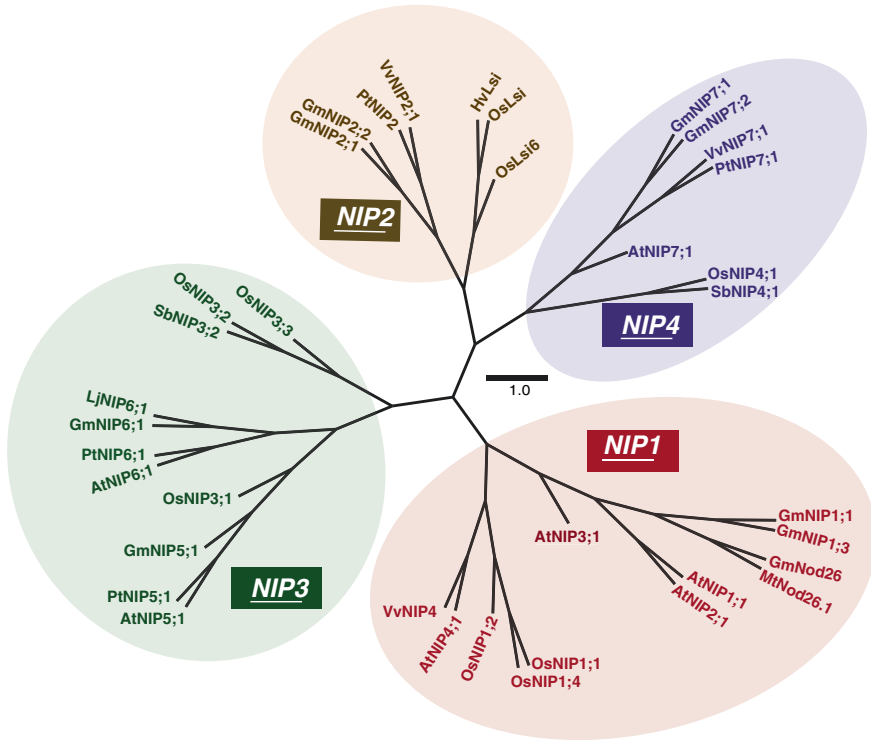 VvNIP2;1
PtNIP2
GmNIP2;2
GmNIP2;1
HvLsi
OsLsi
OsLsi6
NIP2
GmNIP7;1
GmNIP7;2
VvNIP7;1
PtNIP7;1
AtNIP7;1
OsNIP4;1
SbNIP4;1
NIP4
OsNIP3;3
OsNIP3;2
SbNIP3;2
LjNIP6;1
GmNIP6;1
PtNIP6;1
AtNIP6;1
OsNIP3;1
GmNIP5;1
PtNIP5;1
AtNIP5;1
NIP3
1.0
NIP1
AtNIP3;1
GmNIP1;1
GmNIP1;3
GmNod26
MtNod26.1
AtNIP1;1
AtNIP2;1
VvNIP4
AtNIP4;1
OsNIP1;2
OsNIP1;1
OsNIP1;4